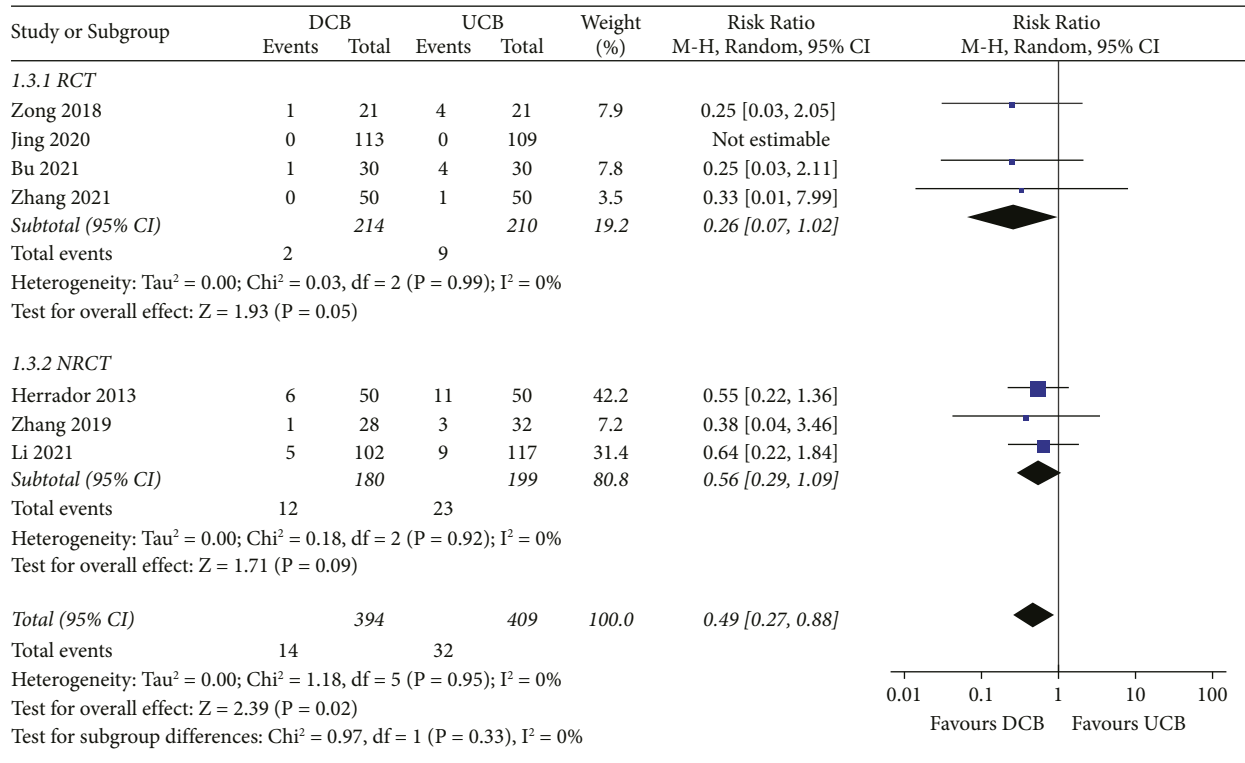 Study or Subgroup DCB UCB Weight Risk Ratio Risk Ratio
Events Total Events Total (%) M-H, Random, 95% CI M-H, Random, 95% CI
1.3.1 RCT
Zong 2018 1 21 4 21 7.9 0.25 [0.03, 2.05]
Jing 2020 0 113 0 109 Not estimable
Bu 2021 1 30 4 30 7.8 0.25 [0.03, 2.11]
Zhang 2021 0 50 1 50 3.5 0.33 [0.01, 7.99]
Subtotal (95% CI) 214 210 19.2 0.26 [0.07, 1.02]
Total events 2 9
Heterogeneity: Tau² = 0.00; Chi² = 0.03, df = 2 (P = 0.99); I² = 0%
Test for overall effect: Z = 1.93 (P = 0.05)
1.3.2 NRCT
Herrador 2013 6 50 11 50 42.2 0.55 [0.22, 1.36]
Zhang 2019 1 28 3 32 7.2 0.38 [0.04, 3.46]
Li 2021 5 102 9 117 31.4 0.64 [0.22, 1.84]
Subtotal (95% CI) 180 199 80.8 0.56 [0.29, 1.09]
Total events 12 23
Heterogeneity: Tau² = 0.00; Chi² = 0.18, df = 2 (P = 0.92); I² = 0%
Test for overall effect: Z = 1.71 (P = 0.09)
Total (95% CI) 394 409 100.0 0.49 [0.27, 0.88]
Total events 14 32
Heterogeneity: Tau² = 0.00; Chi² = 1.18, df = 5 (P = 0.95); I² = 0%
0.01 0.1 1 10 100
Test for overall effect: Z = 2.39 (P = 0.02)
Favours DCB Favours UCB
Test for subgroup differences: Chi² = 0.97, df = 1 (P = 0.33), I² = 0%